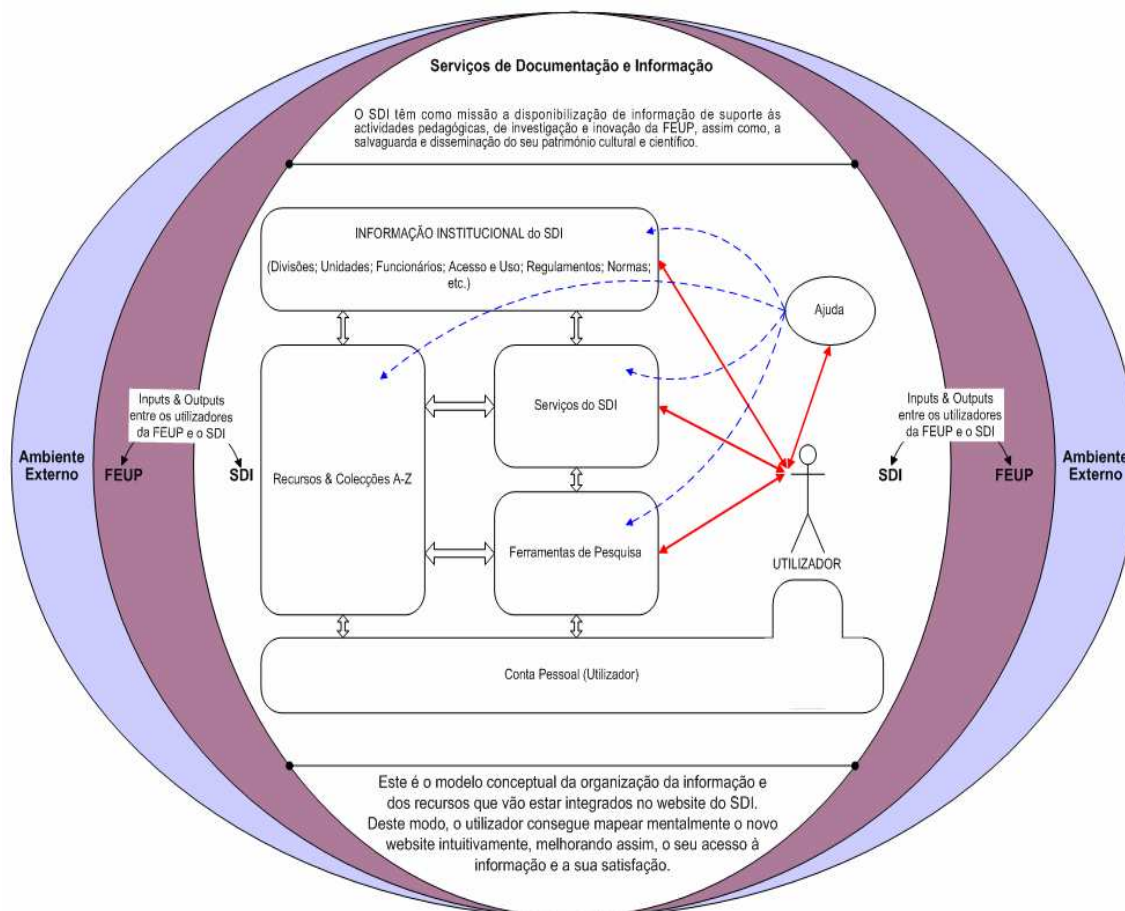 Serviços de Documentação e Informação
O SDI têm como missão a disponibilização de informação de suporte às
actividades pedagógicas, de investigação e inovação da FEUP, assim como, a
salvaguarda e disseminação do seu património cultural e científico.
INFORMAÇÃO INSTITUCIONAL do SDI
(Divisões; Unidades; Funcionários; Acesso e Uso; Regulamentos; Normas;
etc.)
Ajuda
Inputs & Outputs
entre os utilizadores
da FEUP e o SDI
Ambiente
Externo
FEUP
SDI
Recursos & Colecções A-Z
Serviços do SDI
Ferramentas de Pesquisa
UTILIZADOR
Inputs & Outputs
entre os utilizadores
da FEUP e o SDI
SDI
FEUP
Ambiente
Externo
Conta Pessoal (Utilizador)
Este é o modelo conceptual da organização da informação e
dos recursos que vão estar integrados no website do SDI.
Deste modo, o utilizador consegue mapear mentalmente o novo
website intuitivamente, melhorando assim, o seu acesso à
informação e a sua satisfação.